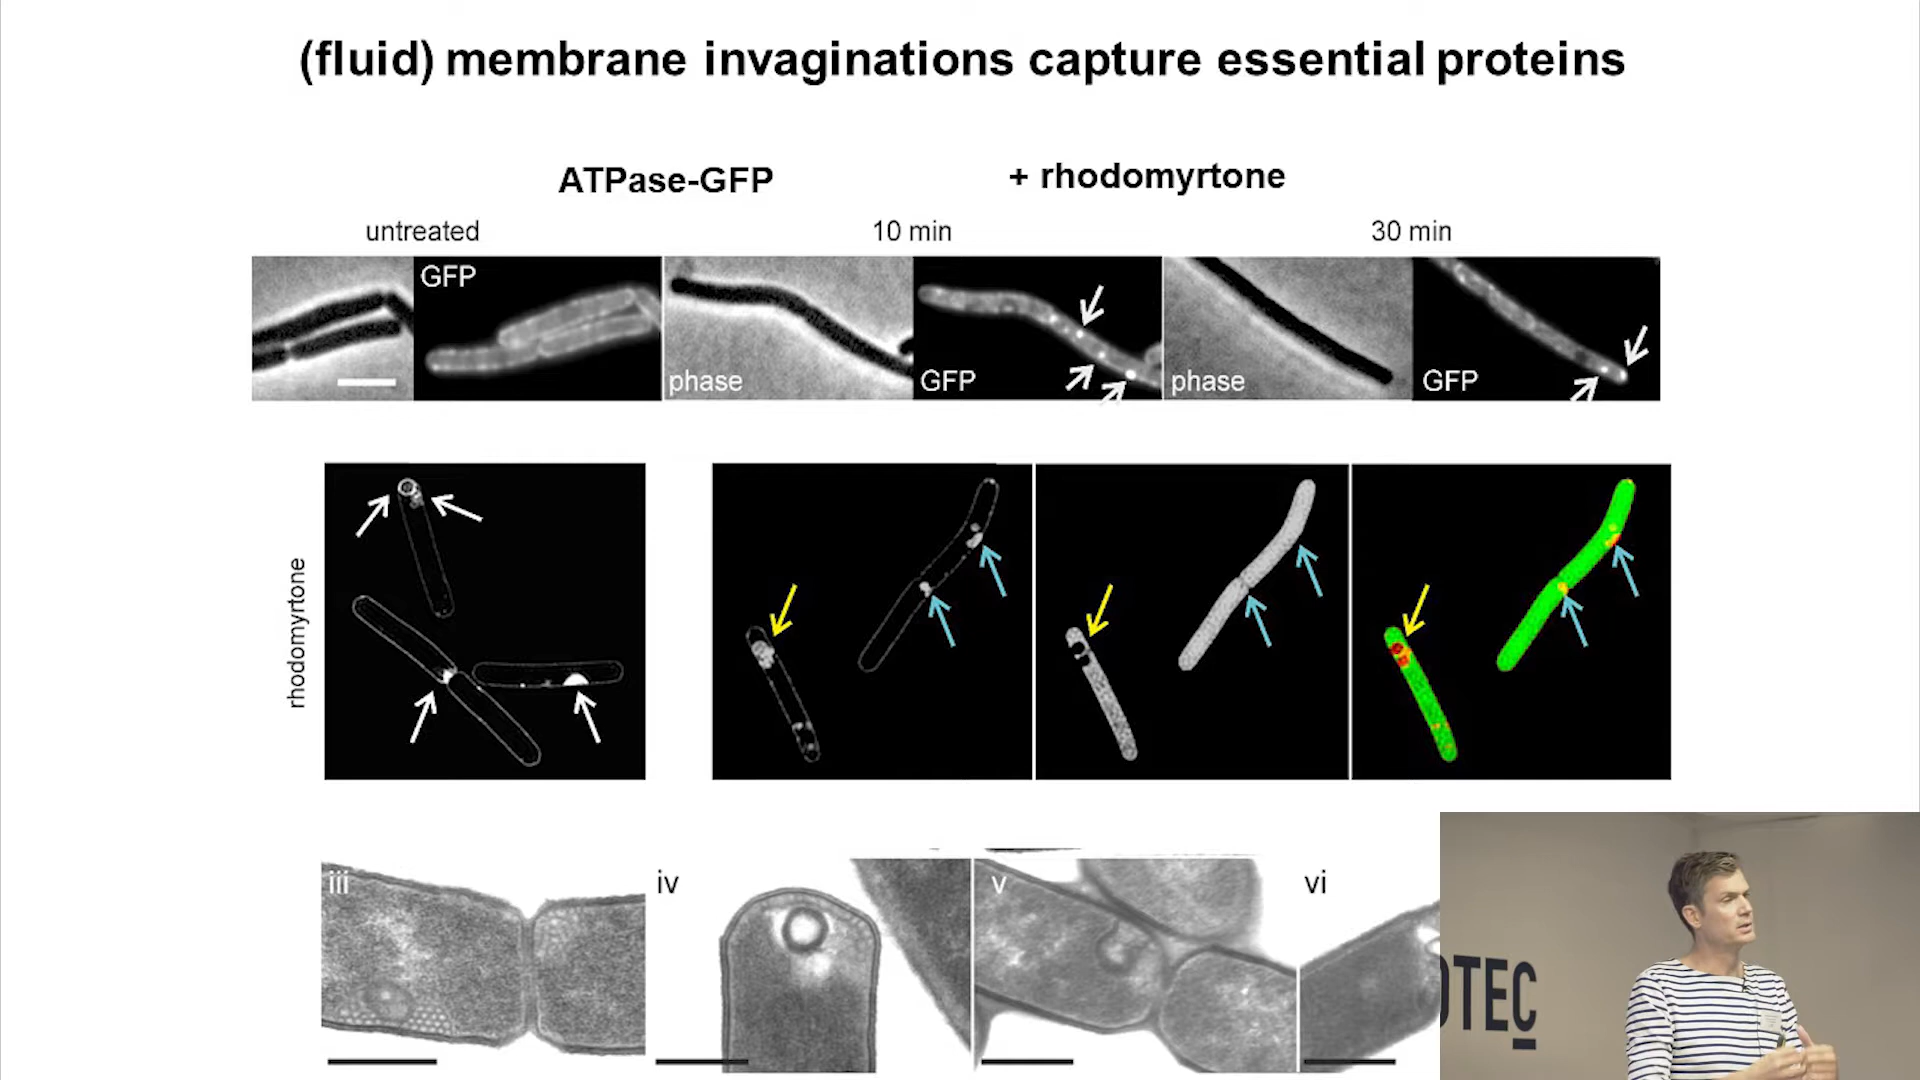 (fluid) membrane invaginations capture essential proteins
ATPase-GFP
+ rhodomyrtone
untreated
10 min
30 min
GFP
phase
GFP
phase
GFP
rhodomyrtone
iii
iv
v
vi
OTEC